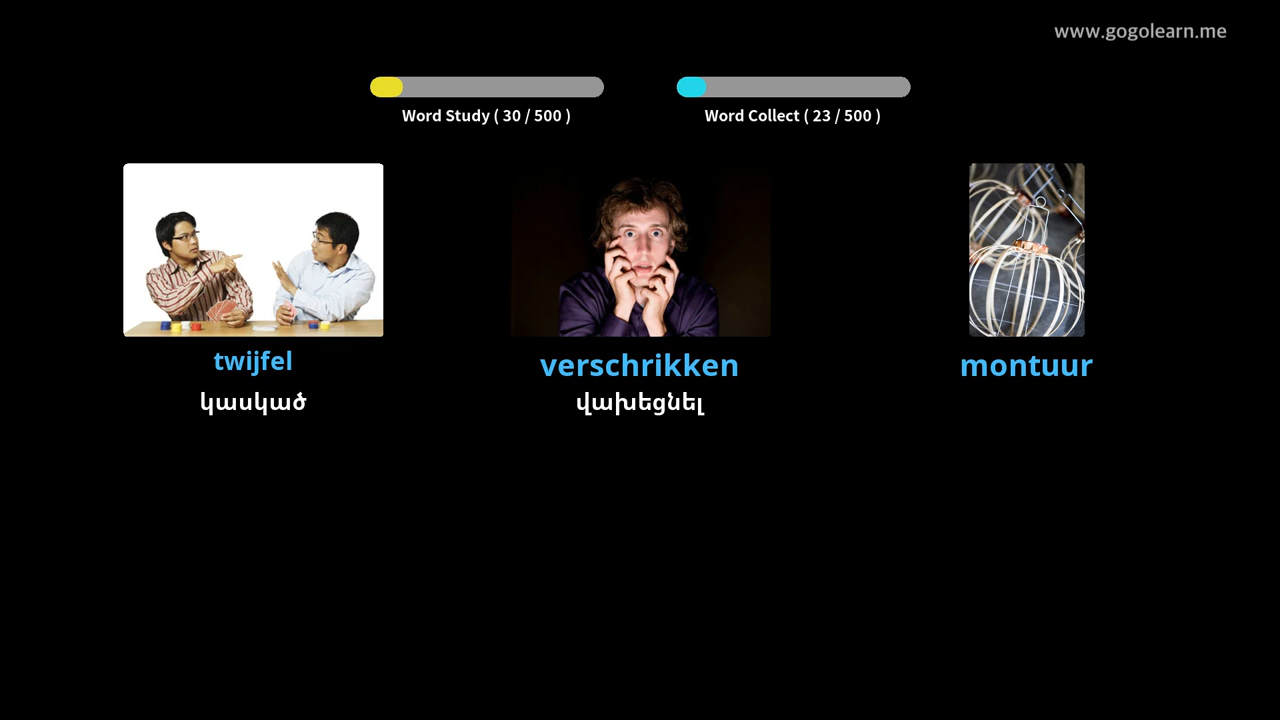 www.gogolearn.me
Word Study ( 30 / 500 )
Word Collect ( 23 / 500 )
twijfel
կասկած
verschrikken
վախեցնել
montuur